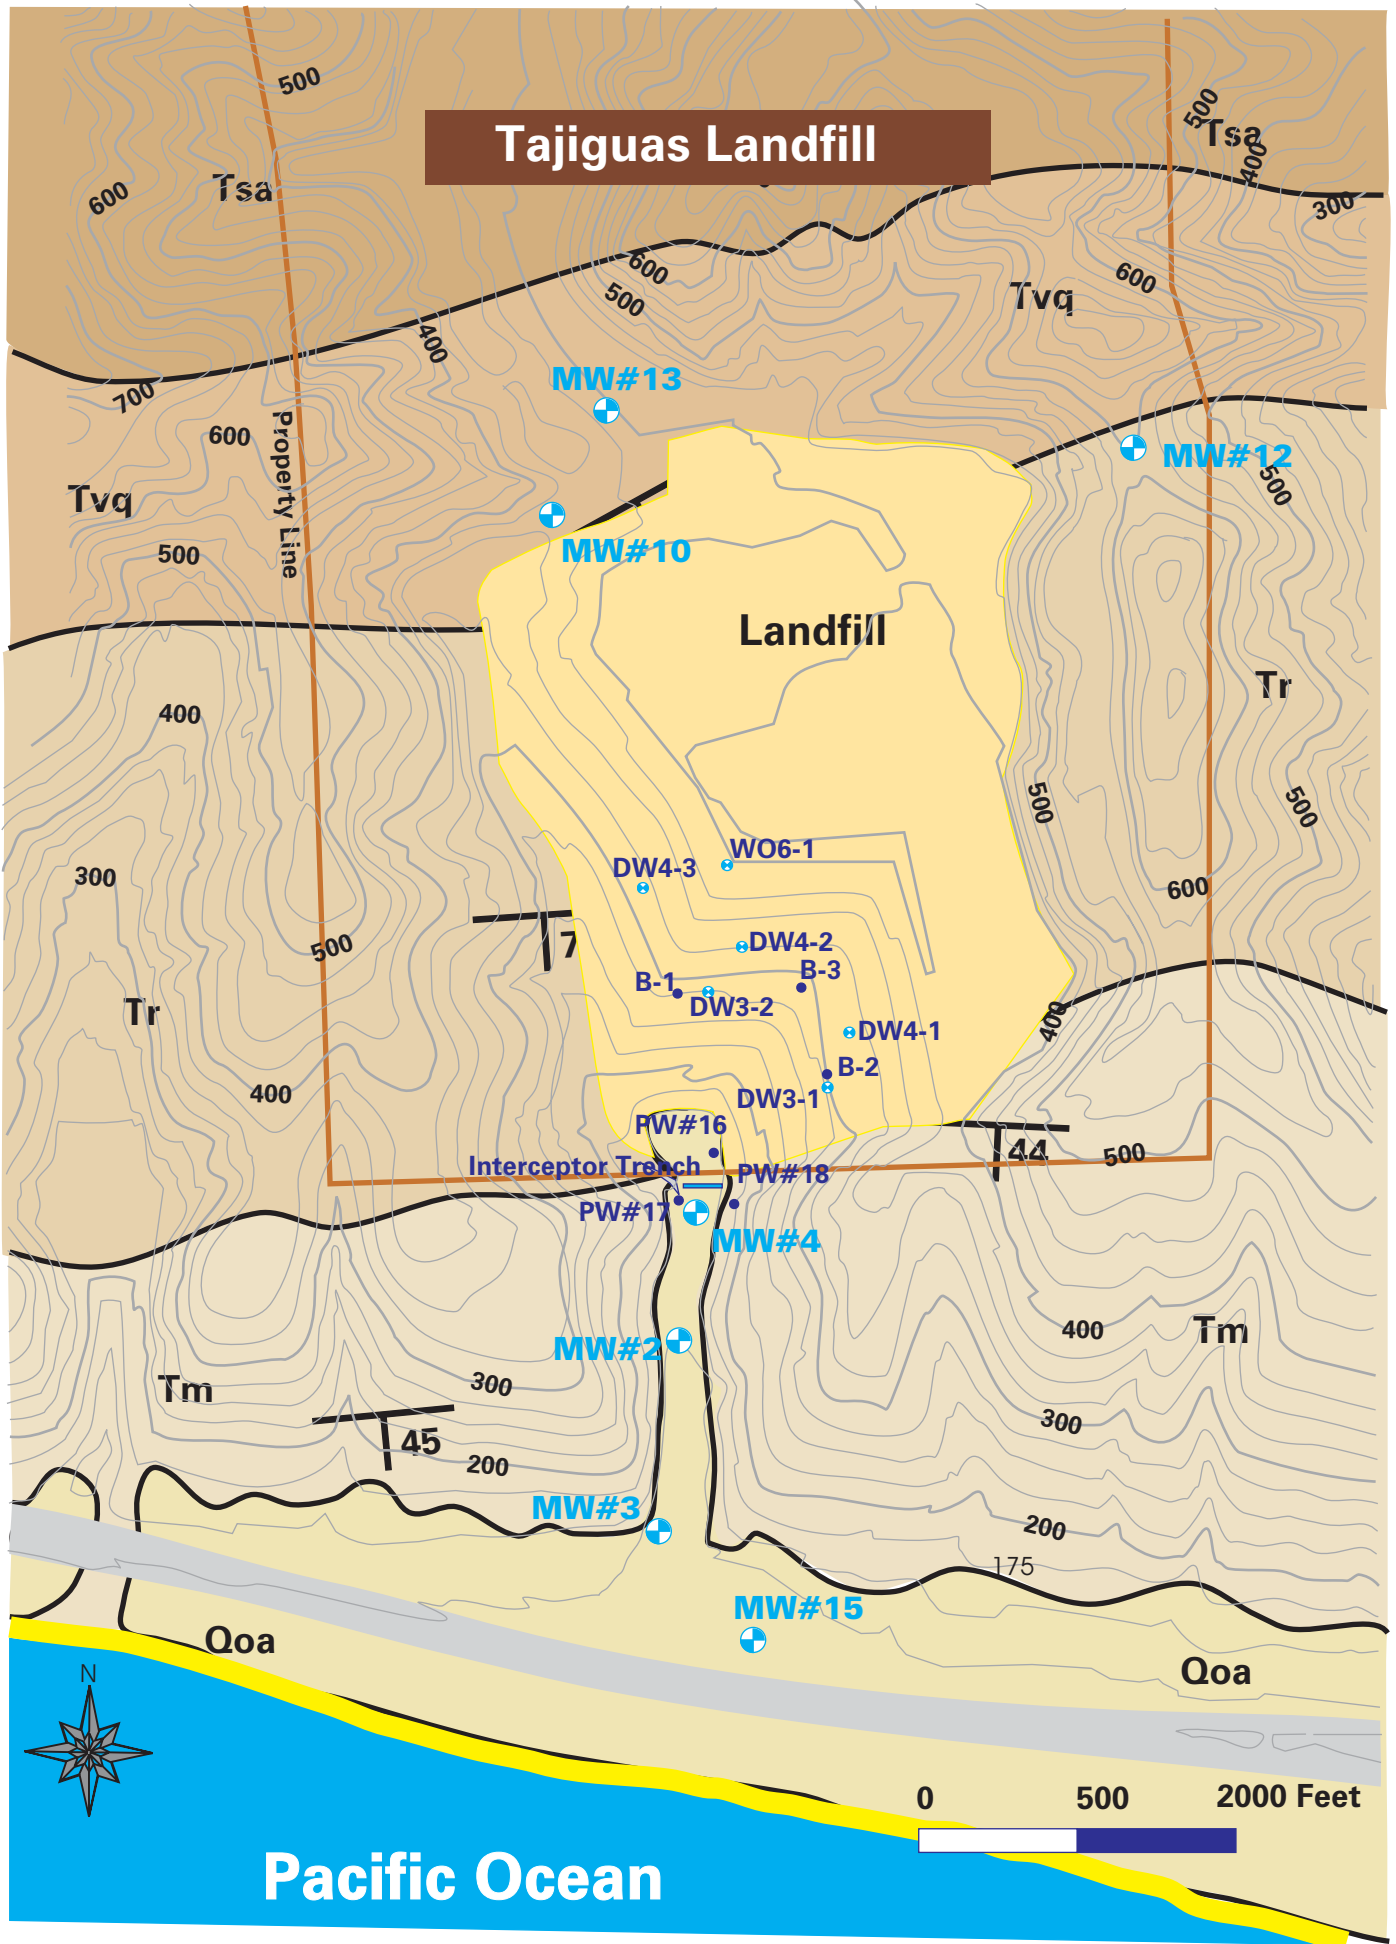 500
Tajiguas Landfill
500
Tsa
400
Tsa
600
300
600
500
600
Tvq
400
MW#13
700
600
Property Line
MW#12
500
Tvq
500
MW#10
Landfill
400
Tr
500
500
WO6-1
DW4-3
300
600
500
7
DW4-2
B-3
B-1
DW3-2
Tr
DW4-1
400
B-2
400
DW3-1
PW#16
44
500
Interceptor Trench
PW#18
PW#17
MW#4
400
Tm
MW#2
300
Tm
300
45
200
MW#3
200
175
MW#15
Qoa
Qoa
N
0
500
2000 Feet
Pacific Ocean